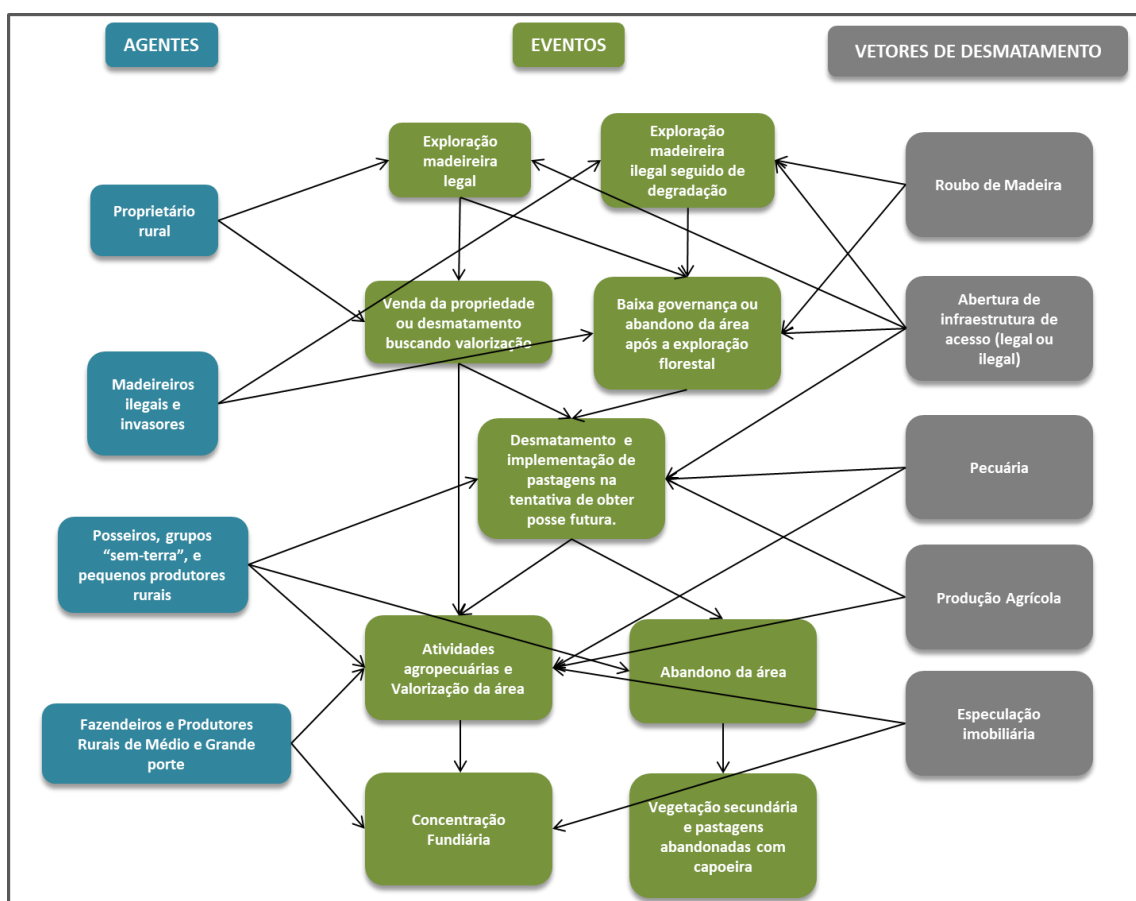 AGENTES
EVENTOS
VETORES DE DESMATAMENTO
Exploração
madeireira
legal
Exploração
madeireira
ilegal seguido de
degradação
Roubo de Madeira
Proprietário
rural
Venda da propriedade
ou desmatamento
buscando valorização
Baixa governança ou
abandono da área
após a exploração
florestal
Abertura de
infraestrutura de
acesso (legal ou
ilegal)
Madeireiros
ilegais e
invasores
Desmatamento e
implementação de
pastagens na
tentativa de obter
posse futura.
Pecuária
Posseiros, grupos
“sem-terra”, e
pequenos produtores
rurais
Produção Agrícola
Atividades
agropecuárias e
Valorização da área
Abandono da área
Especulação
imobiliária
Fazendeiros e Produtores
Rurais de Médio e Grande
porte
Concentração
Fundiária
Vegetação secundária
e pastagens
abandonadas com
capoeira